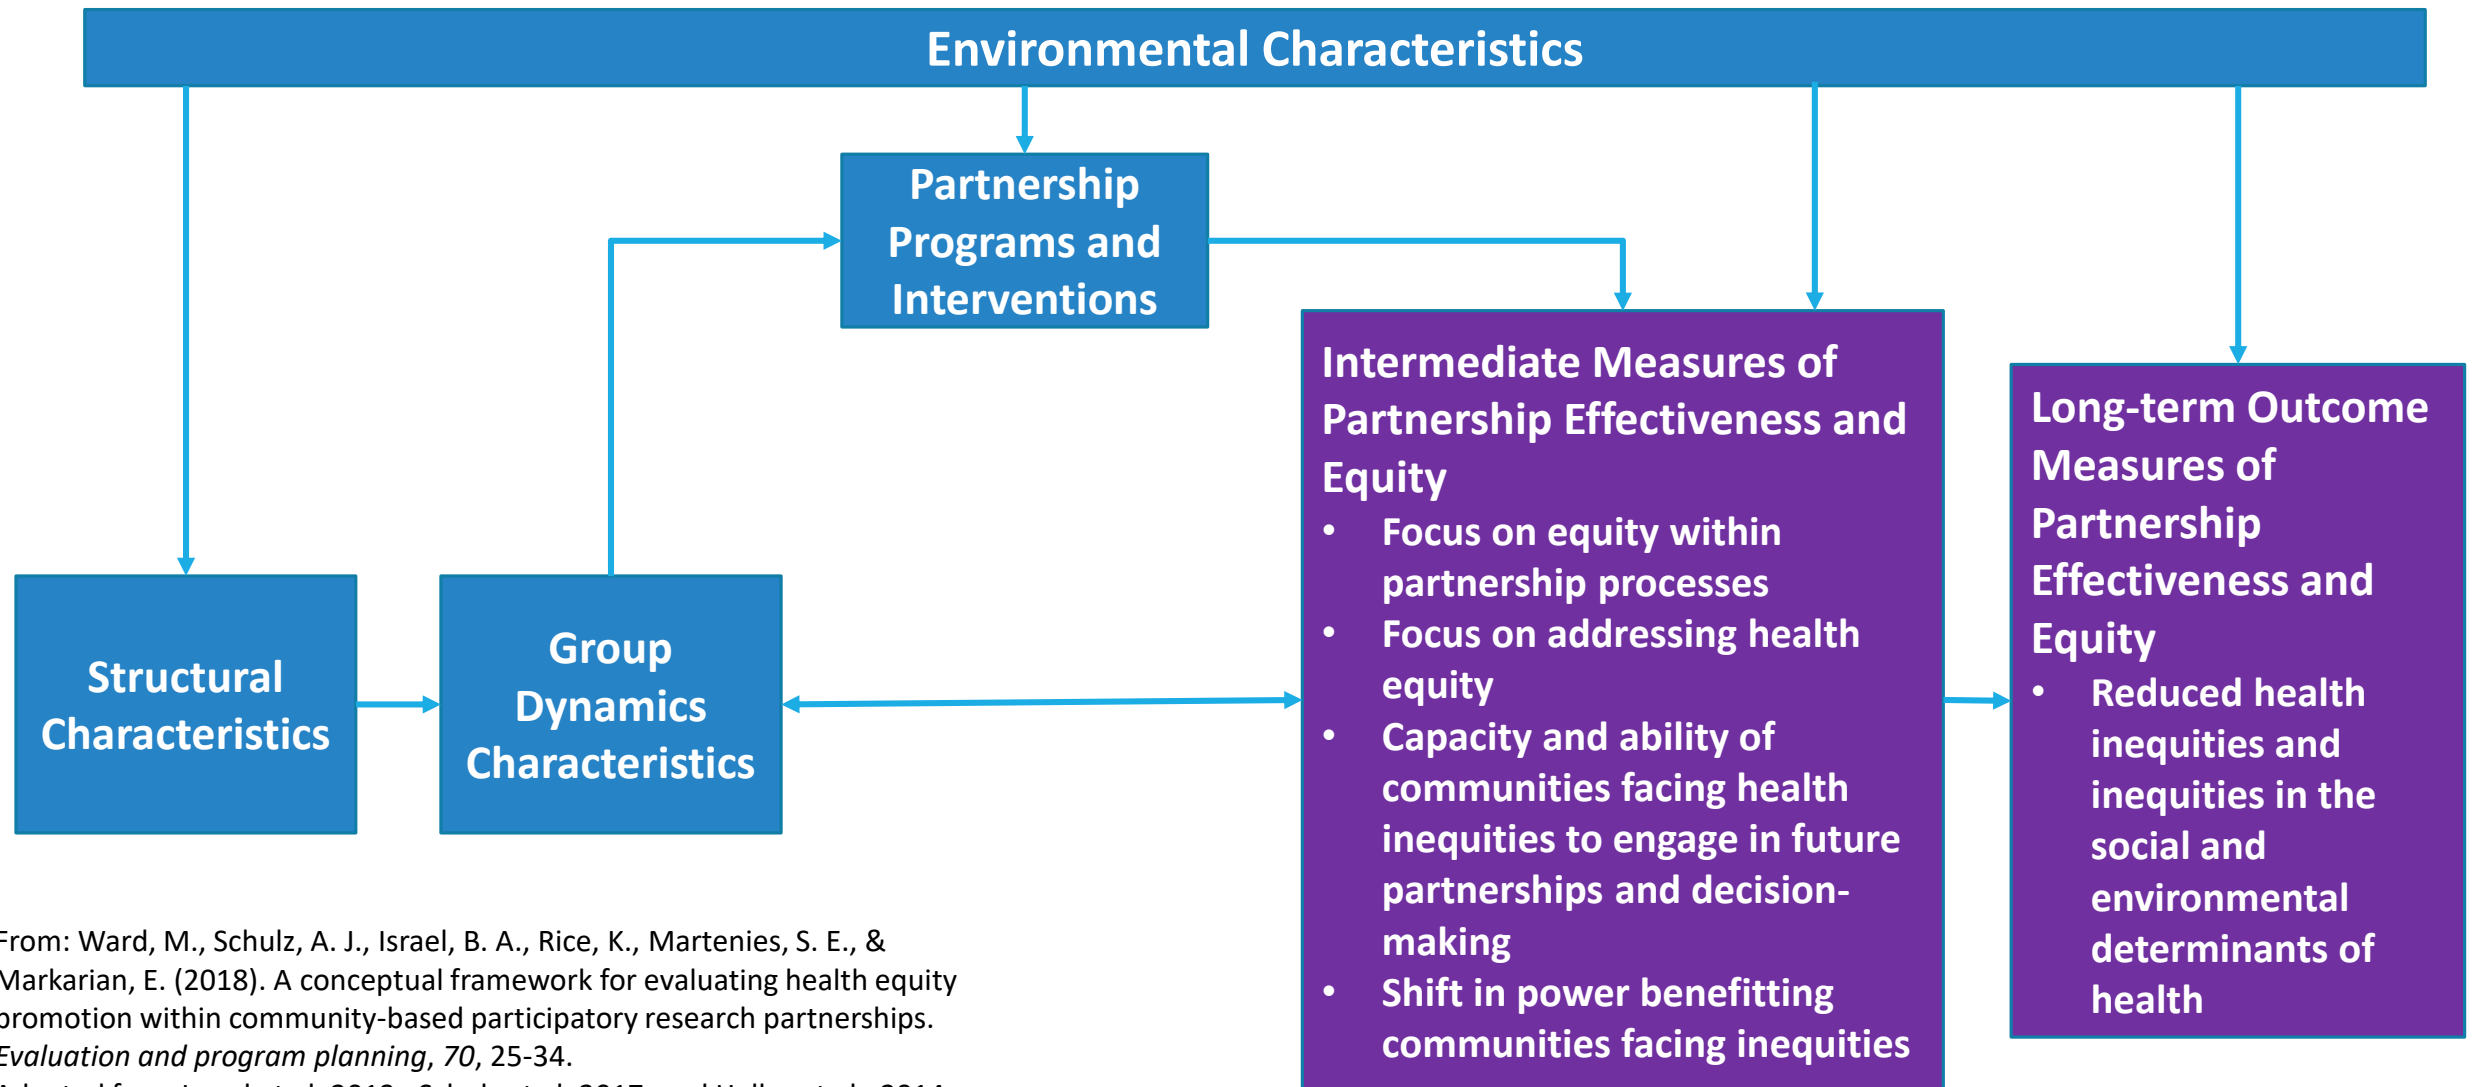 Environmental Characteristics
Partnership
Programs and
Interventions
Structural
Characteristics
Group
Dynamics
Characteristics
Intermediate Measures of
Partnership Effectiveness and
Equity
• Focus on equity within
partnership processes
• Focus on addressing health
equity
• Capacity and ability of
communities facing health
inequities to engage in future
partnerships and decision-
making
• Shift in power benefitting
communities facing inequities
Long-term Outcome
Measures of
Partnership
Effectiveness and
Equity
• Reduced health
inequities and
inequities in the
social and
environmental
determinants of
health
From: Ward, M., Schulz, A. J., Israel, B. A., Rice, K., Martenies, S. E., &
Markarian, E. (2018). A conceptual framework for evaluating health equity
promotion within community-based participatory research partnerships.
Evaluation and program planning, 70, 25-34.